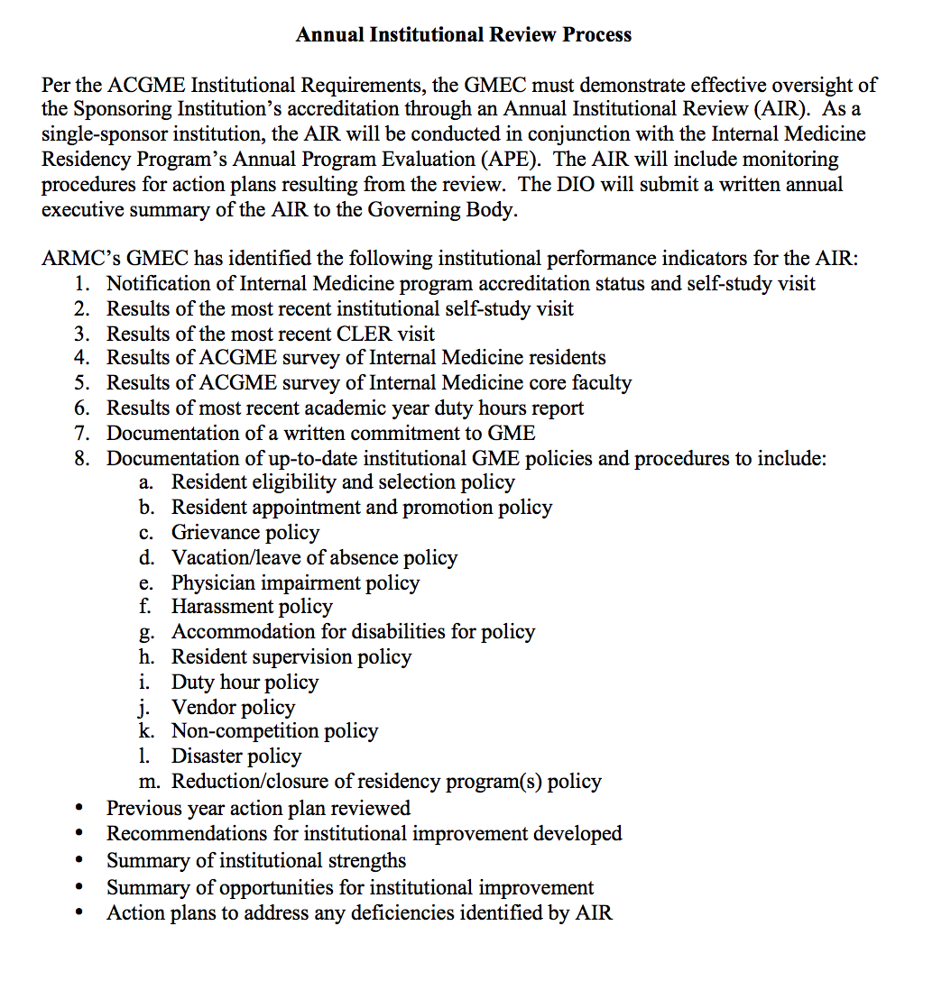 Annual Institutional Review Process
Per the ACGME Institutional Requirements, the GMEC must demonstrate effective oversight of
the Sponsoring Institution’s accreditation through an Annual Institutional Review (AIR).  As a
single-sponsor institution, the AIR will be conducted in conjunction with the Internal Medicine
Residency Program’s Annual Program Evaluation (APE).  The AIR will include monitoring
procedures for action plans resulting from the review.  The DIO will submit a written annual
executive summary of the AIR to the Governing Body.
ARMC’s GMEC has identified the following institutional performance indicators for the AIR:
1. Notification of Internal Medicine program accreditation status and self-study visit
2. Results of the most recent institutional self-study visit
3. Results of the most recent CLER visit
4. Results of ACGME survey of Internal Medicine residents
5. Results of ACGME survey of Internal Medicine core faculty
6. Results of most recent academic year duty hours report
7. Documentation of a written commitment to GME
8. Documentation of up-to-date institutional GME policies and procedures to include:
a. Resident eligibility and selection policy
b. Resident appointment and promotion policy
c. Grievance policy
d. Vacation/leave of absence policy
e. Physician impairment policy
f. Harassment policy
g. Accommodation for disabilities for policy
h. Resident supervision policy
i. Duty hour policy
j. Vendor policy
k. Non-competition policy
l. Disaster policy
m. Reduction/closure of residency program(s) policy
• Previous year action plan reviewed
• Recommendations for institutional improvement developed
• Summary of institutional strengths
• Summary of opportunities for institutional improvement
• Action plans to address any deficiencies identified by AIR